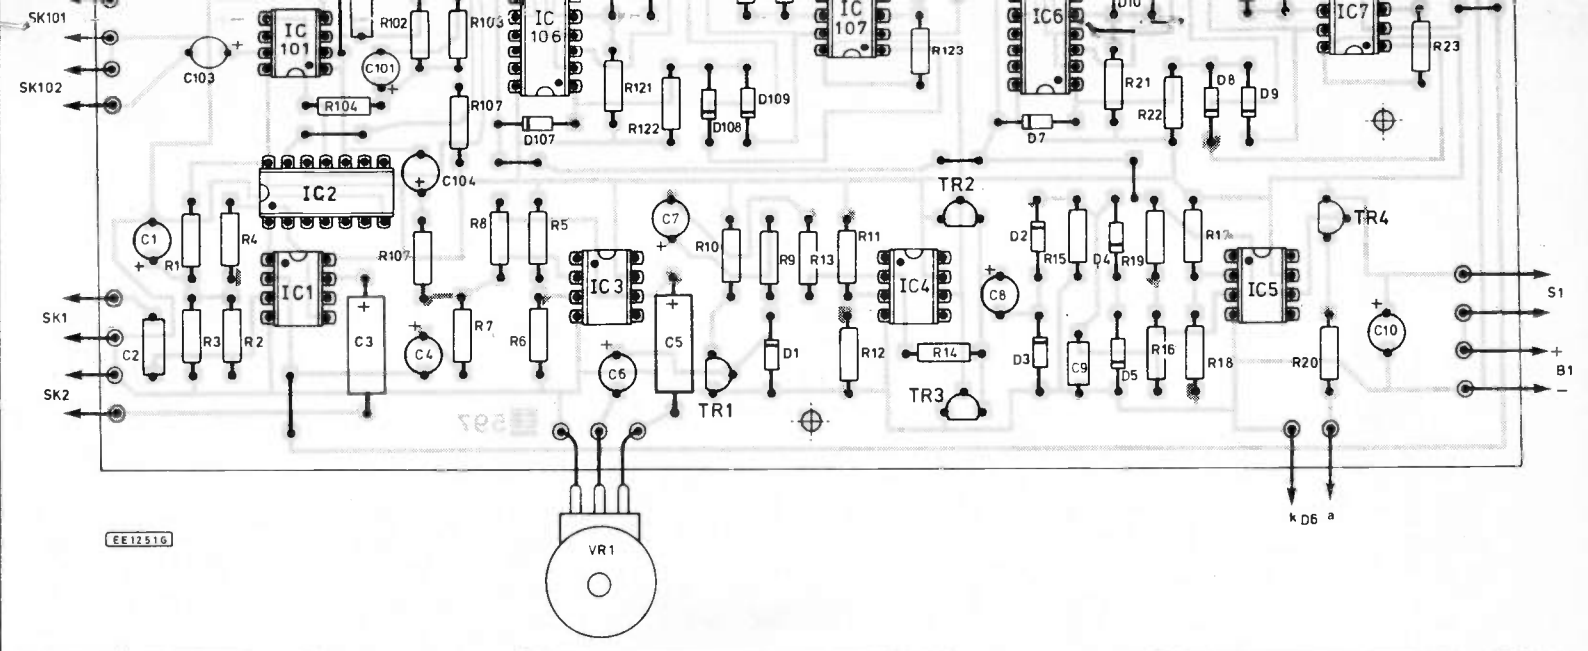 SK101
R102
R103
IC
101
IC
106
IC
107
IC6
D10
IC7
R23
R123
C103
C101
SK102
R104
R107
R121
R122
D108
D109
D107
R21
R22
D8
D9
D7
IC2
C104
TR2
TR4
C1
R1
R4
R107
R8
R5
C7
R10
R9
R13
R11
D2
R15
D4
R19
IC1
IC3
IC4
C8
IC5
S1
SK1
C2
R3
R2
C3
C4
R7
R6
C6
C5
D1
R12
R14
D3
C9
D5
R16
R18
R20
C10
+
B1
−
SK2
TR1
TR3
597
k D6 a
EE1251G
VR1